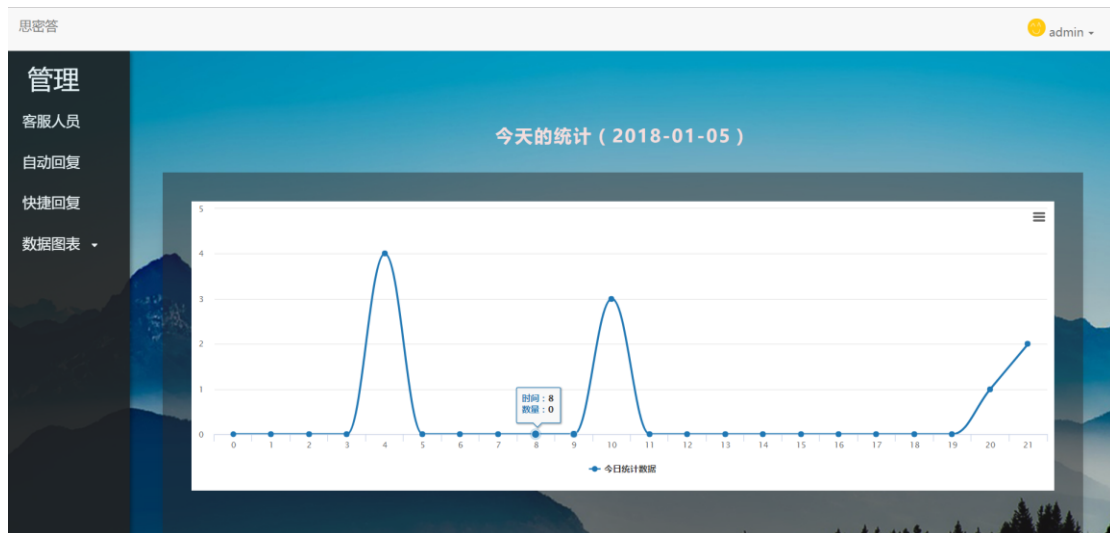 思密答
admin
管理
客服人员
自动回复
快捷回复
数据图表
今天的统计（2018-01-05）
5
4
3
2
1
0
时间：8
数量：0
0 1 2 3 4 5 6 7 8 9 10 11 12 13 14 15 16 17 18 19 20 21
今日统计数据